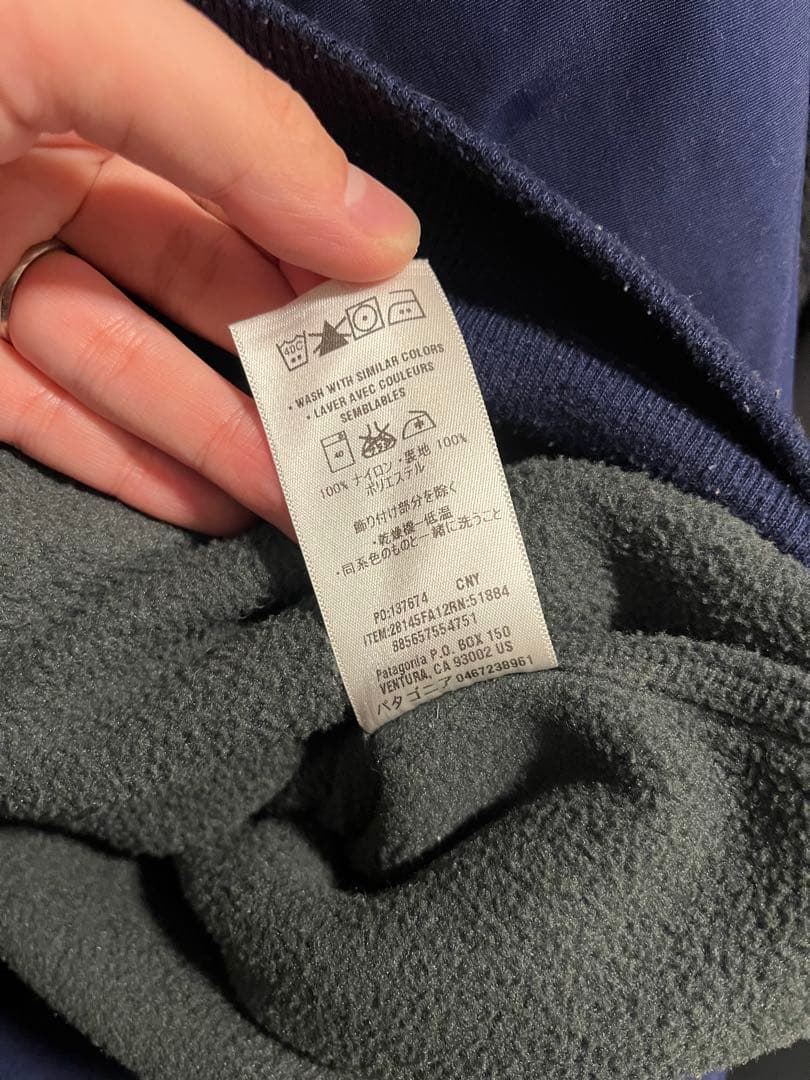 40C
• WASH WITH SIMILAR COLORS
• LAVER AVEC COULEURS
SEMBLABLES
40
100% ナイロン・裏地 100%
ポリエステル
飾り付け部分を除く
・乾燥機ー低温
・同系色のものと一緒に洗うこと
PO:137674 CNY
ITEM:28145FA12RN:51884
885657554751
Patagonia P.O. BOX 150
VENTURA, CA 93002 US
パタゴニア 0467238961